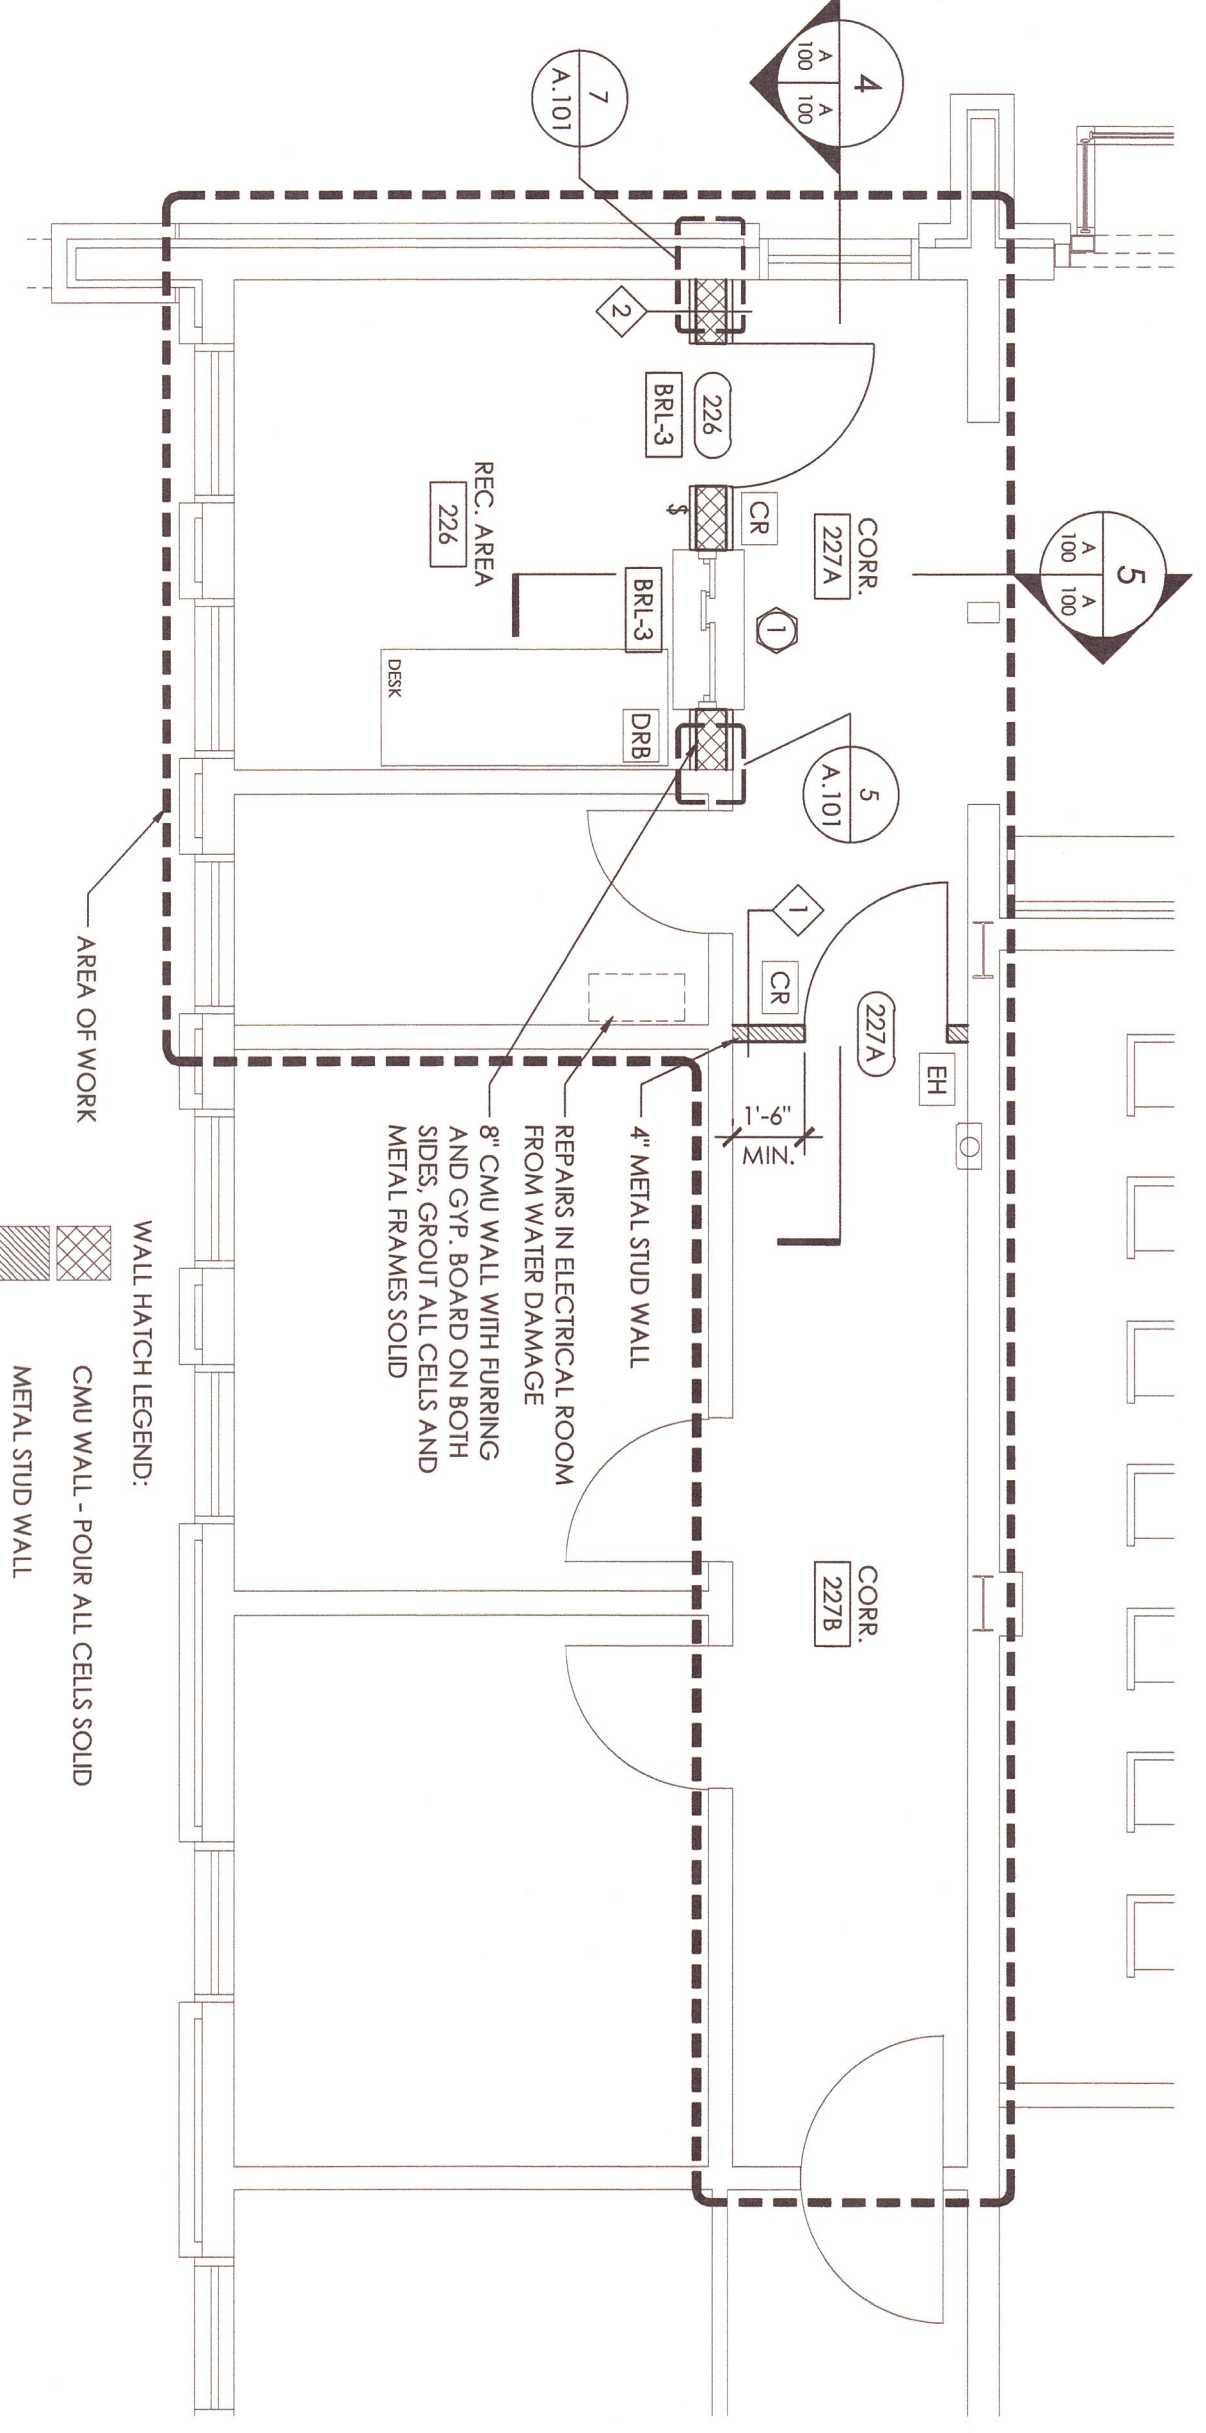 4
A
100
A
100
7
A.101
5
A
100
A
100
2
226
BRL-3
CR
$
CORR.
227A
REC. AREA
226
BRL-3
1
DESK
DRB
5
A.101
1
CR
227A
EH
1'-6"
MIN.
AREA OF WORK
4" METAL STUD WALL
REPAIRS IN ELECTRICAL ROOM
FROM WATER DAMAGE
8" CMU WALL WITH FURRING
AND GYP. BOARD ON BOTH
SIDES, GROUT ALL CELLS AND
METAL FRAMES SOLID
CORR.
227B
WALL HATCH LEGEND:
CMU WALL - POUR ALL CELLS SOLID
METAL STUD WALL